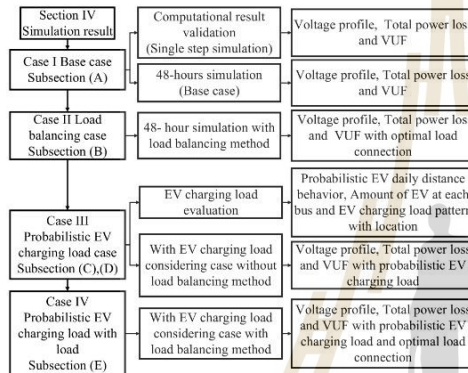 Section IV
Simulation result
Case I Base case
Subsection (A)
Case II Load
balancing case
Subsection (B)
Case III
Probabilistic EV
charging load case
Subsection (C),(D)
Case IV
Probabilistic EV
charging load with
load
Subsection (E)
Computational result
validation
(Single step simulation)
48-hours simulation
(Base case)
48- hour simulation with
load balancing method
EV charging load
evaluation
With EV charging load
considering case without
load balancing method
With EV charging load
considering case with
load balancing method
Voltage profile, Total power loss
and VUF
Voltage profile, Total power loss
and VUF
Voltage profile, Total power loss
and VUF with optimal load
connection
Probabilistic EV daily distance
behavior, Amount of EV at each
bus and EV charging load pattern
with location
Voltage profile, Total power loss
and VUF with probabilistic EV
charging load
Voltage profile, Total power loss
and VUF with probabilistic EV
charging load and optimal load
connection